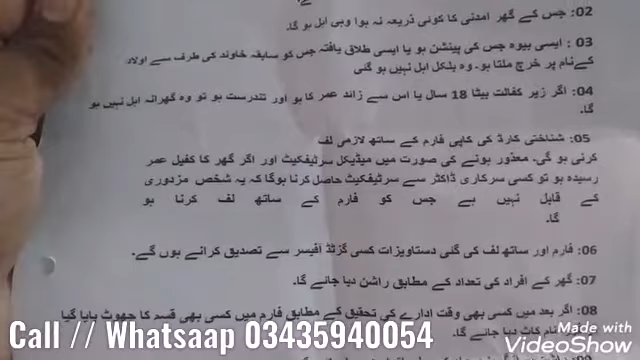 02: جس کے گھر آمدنی کا کوئی ذریعہ نہ ہوا وہی اہل ہو گا۔
03 : ایسی بیوہ جس کی پینشن ہو یا ایسی طلاق یافتہ جس کو سابقہ خاوند کی طرف سے اولاد
کےنام پر خرچ ملتا ہو۔ وہ بلکل اہل نہیں ہو گئی
04: اگر زیر کفالت بیٹا 18 سال یا اس سے زائد عمر کا ہو اور تندرست ہو تو وہ گھرانہ اہل نہیں ہو
گا۔
05: شناختی کارڈ کی کاپی فارم کے ساتھ لازمی لف
کرنی ہو گی۔ معذور ہونے کی صورت میں میڈیکل سرٹیفکیٹ اور اگر گھر کا کفیل عمر
رسیدہ ہو تو کسی سرکاری ڈاکٹر سے سرٹیفکیٹ حاصل کرنا ہوگا کہ یہ شخص مزدوری
کے قابل نہیں ہے جس کو فارم کے ساتھ لف کرنا ہو
گا۔
06: فارم اور ساتھ لف کی گئی دستاویزات کسی گزٹڈ آفیسر سے تصدیق کرانے ہوں گے۔
07: گھر کے افراد کی تعداد کے مطابق راشن دیا جائے گا۔
08: اگر بعد میں کسی بھی وقت ادارے کی تحقیق کے مطابق فارم میں کسی بھی قسم کا جھوٹ پایا گیا
نام کاٹ دیا جائے گا۔
Call // Whatsaap 03435940054
Made with
VideoShow